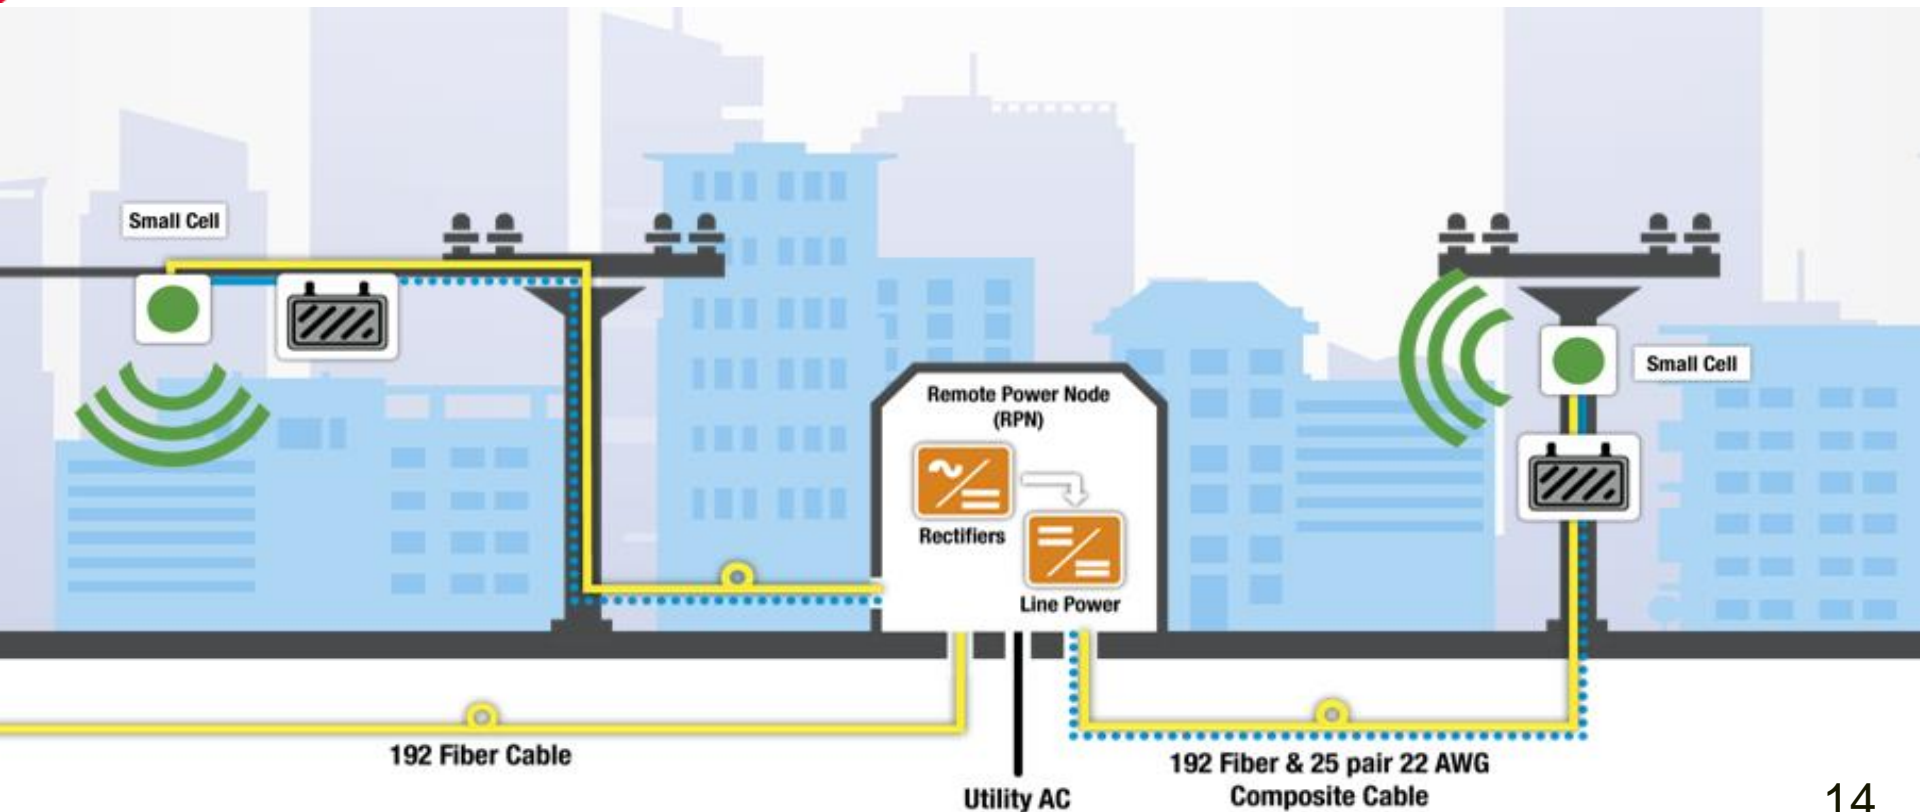 Small Cell
Small Cell
Remote Power Node
(RPN)
Rectifiers
Line Power
192 Fiber Cable
Utility AC
192 Fiber & 25 pair 22 AWG
Composite Cable
14